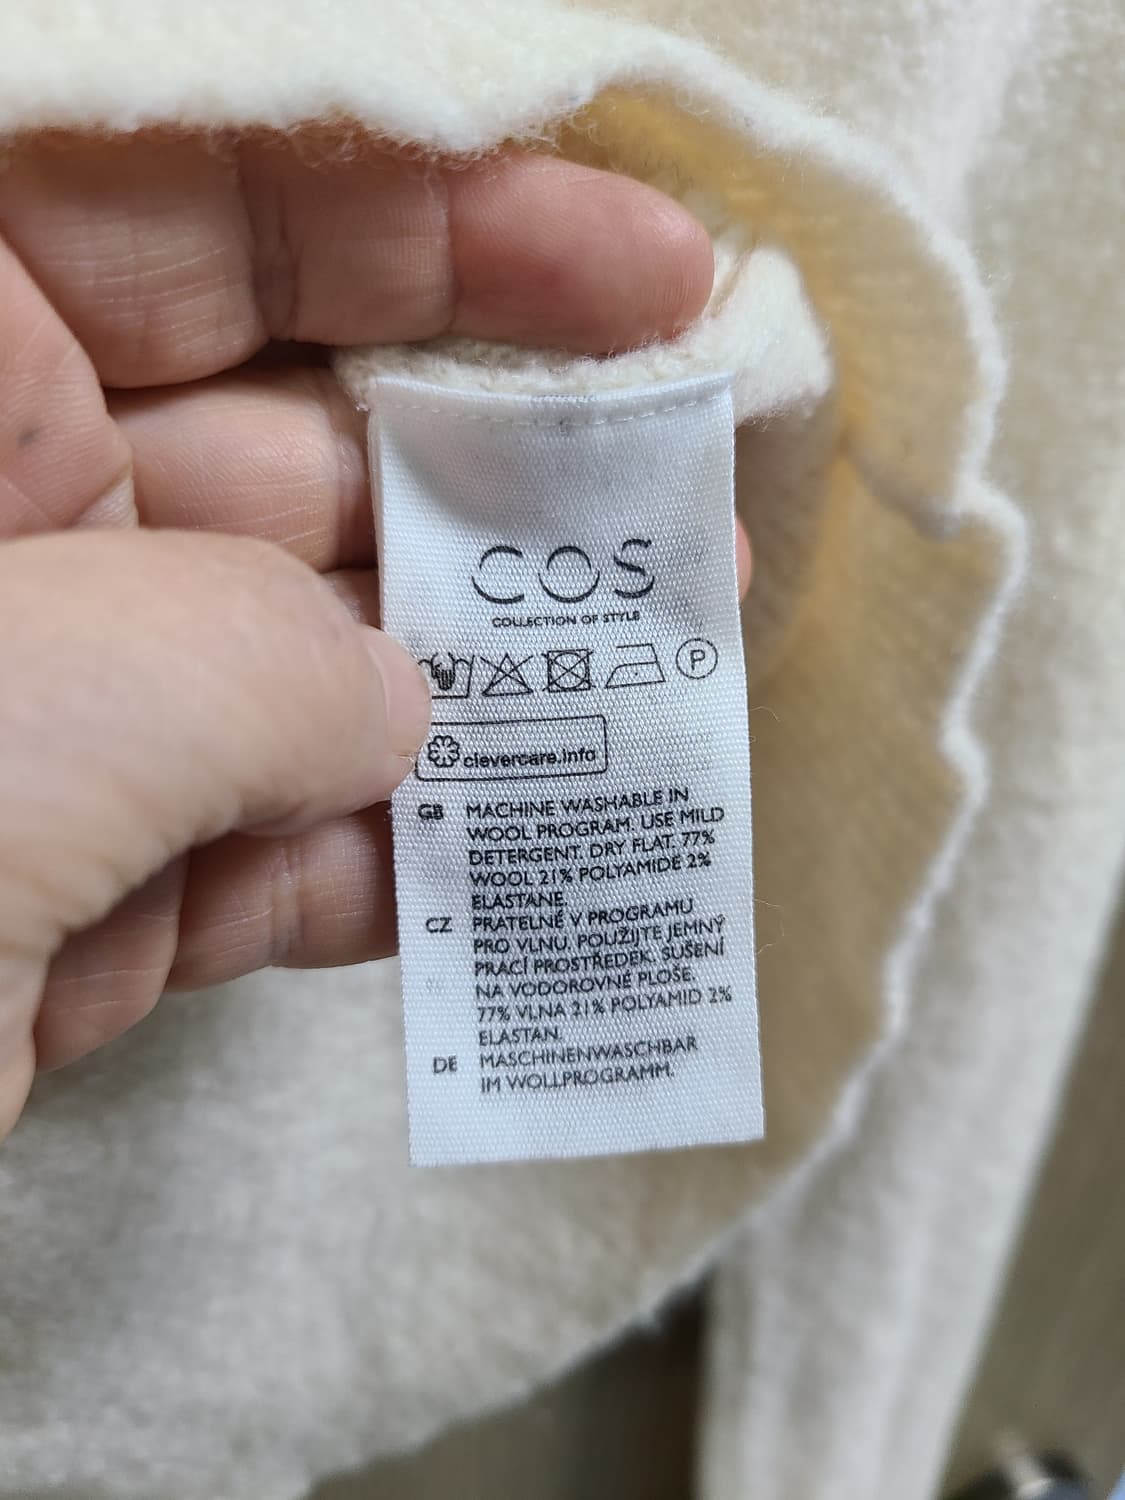 COS
COLLECTION OF STYLE
P
clevercare.info
GB MACHINE WASHABLE IN
WOOL PROGRAM. USE MILD
DETERGENT. DRY FLAT. 77%
WOOL 21% POLYAMIDE 2%
ELASTANE.
CZ PRATELNÉ V PROGRAMU
PRO VLNU. POUŽIJTE JEMNÝ
PRACÍ PROSTŘEDEK. SUŠENÍ
NA VODOROVNÉ PLOŠE.
77% VLNA 21% POLYAMID 2%
ELASTAN.
DE MASCHINENWASCHBAR
IM WOLLPROGRAMM.